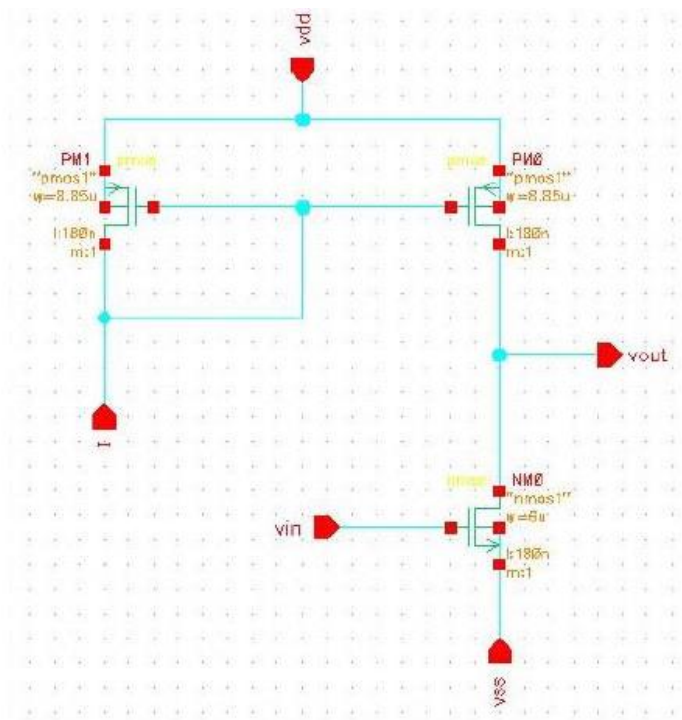 vdd
PM1
pmos
"pmos1"
w=8.85u
l:180n
m:1
pmos
PM0
"pmos1"
w=8.85u
l:180n
m:1
vout
I
nmos
NM0
"nmos1"
w=6u
l:180n
m:1
vin
vss